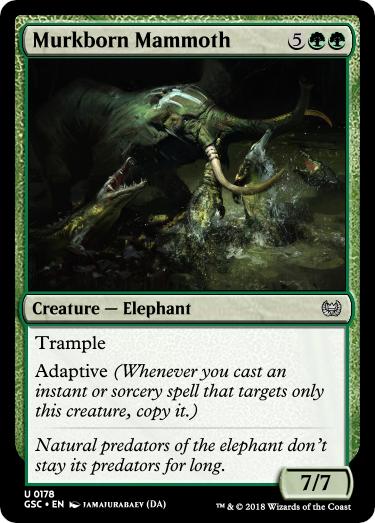 Murkborn Mammoth 5
Creature — Elephant
Trample
Adaptive (Whenever you cast an
instant or sorcery spell that targets only
this creature, copy it.)
Natural predators of the elephant don't
stay its predators for long.
7/7
U 0178
GSC • EN JAMAJURABAEV (DA)
™ & © 2018 Wizards of the Coast